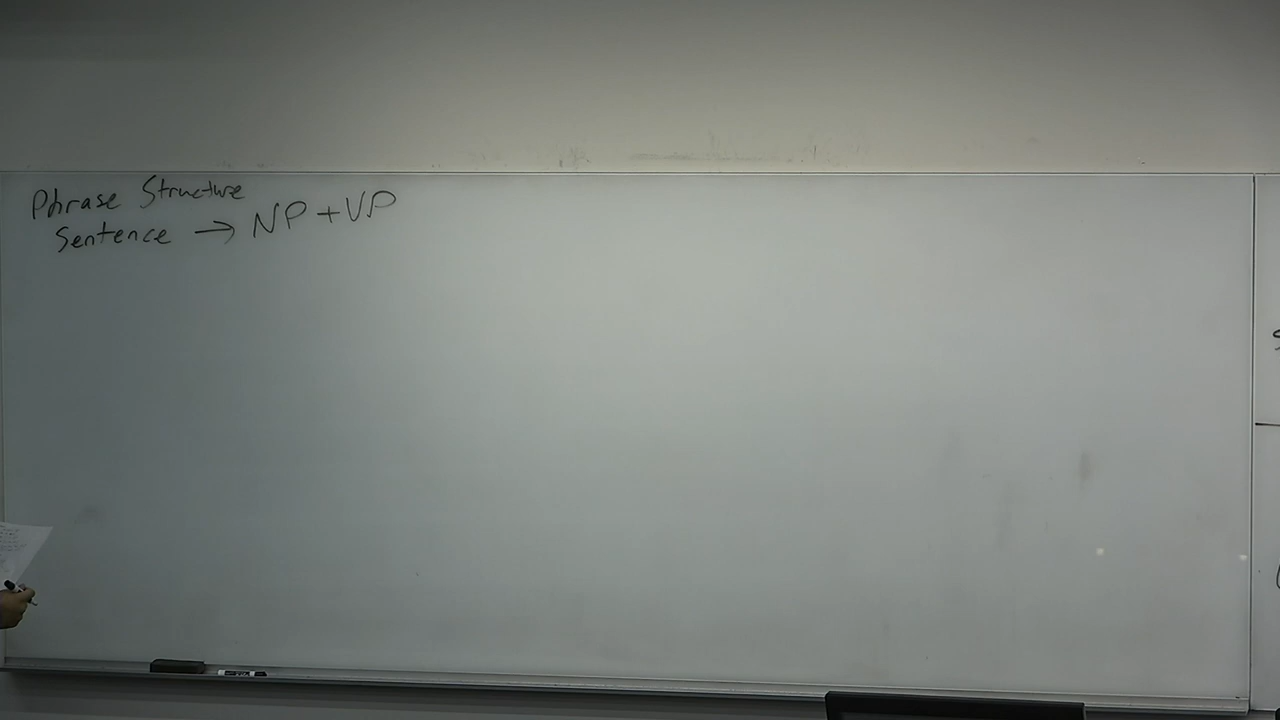 Phrase Structure
Sentence → NP + VP